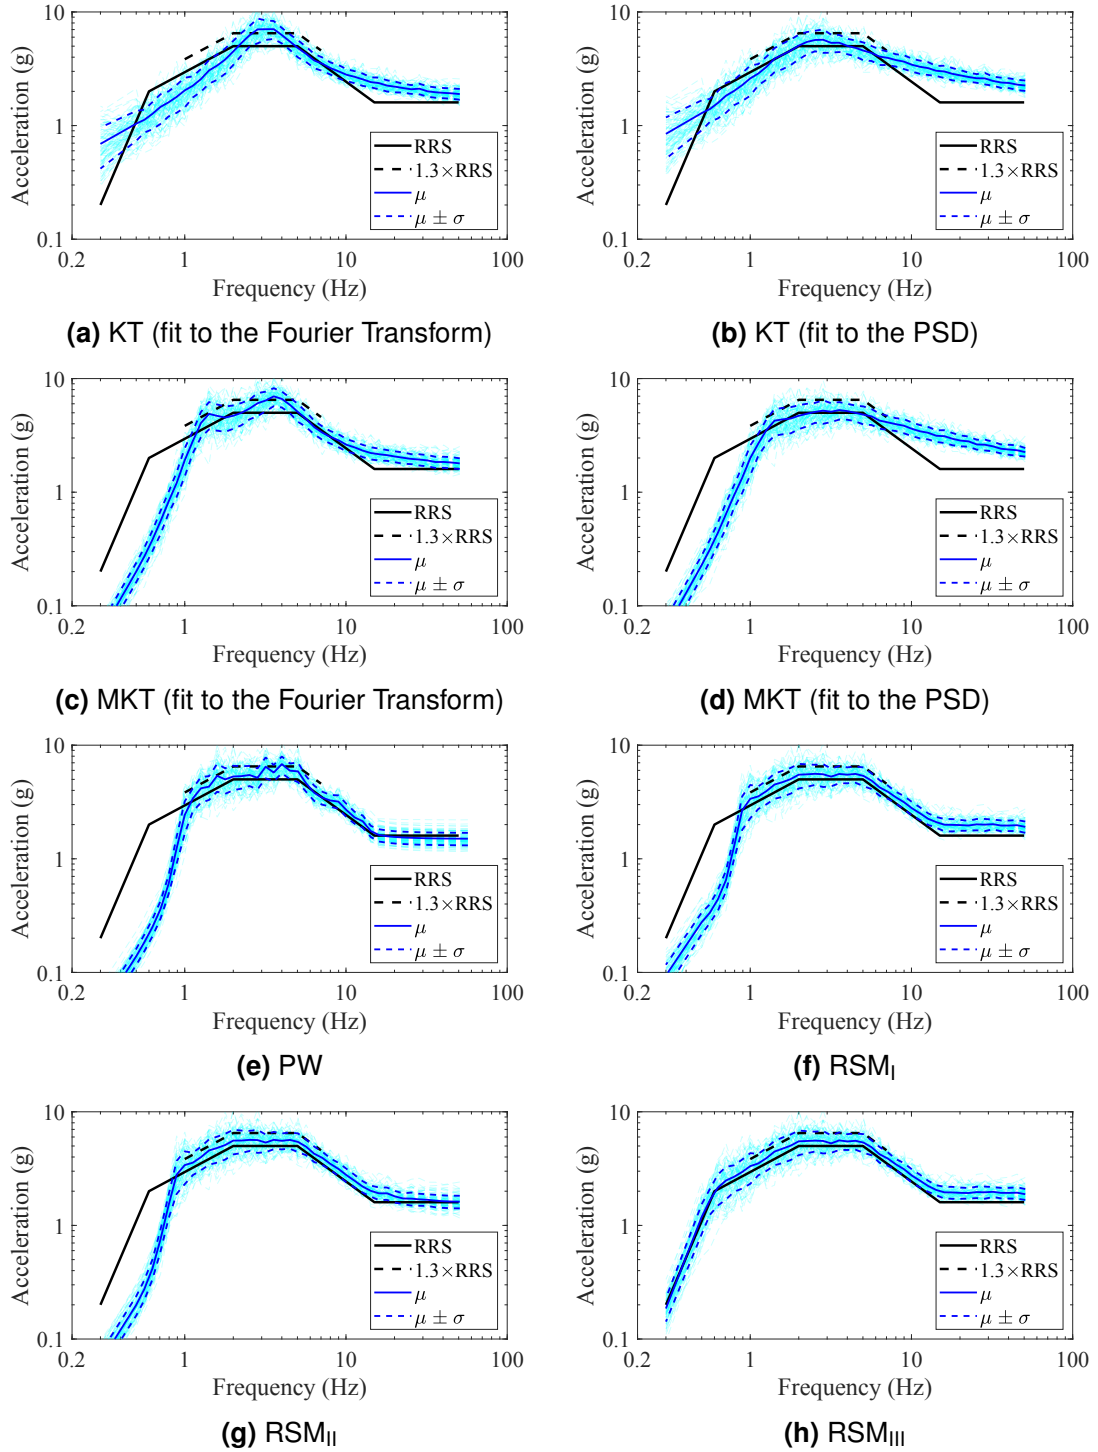 10
1
0.1
Acceleration (g)
RRS
1.3×RRS
μ
μ ± σ
0.2 1 10 100
Frequency (Hz)
(a) KT (fit to the Fourier Transform)
10
1
0.1
Acceleration (g)
RRS
1.3×RRS
μ
μ ± σ
0.2 1 10 100
Frequency (Hz)
(b) KT (fit to the PSD)
10
1
0.1
Acceleration (g)
RRS
1.3×RRS
μ
μ ± σ
0.2 1 10 100
Frequency (Hz)
(c) MKT (fit to the Fourier Transform)
10
1
0.1
Acceleration (g)
RRS
1.3×RRS
μ
μ ± σ
0.2 1 10 100
Frequency (Hz)
(d) MKT (fit to the PSD)
10
1
0.1
Acceleration (g)
RRS
1.3×RRS
μ
μ ± σ
0.2 1 10 100
Frequency (Hz)
(e) PW
10
1
0.1
Acceleration (g)
RRS
1.3×RRS
μ
μ ± σ
0.2 1 10 100
Frequency (Hz)
(f) RSM_I
10
1
0.1
Acceleration (g)
RRS
1.3×RRS
μ
μ ± σ
0.2 1 10 100
Frequency (Hz)
(g) RSM_II
10
1
0.1
Acceleration (g)
RRS
1.3×RRS
μ
μ ± σ
0.2 1 10 100
Frequency (Hz)
(h) RSM_III